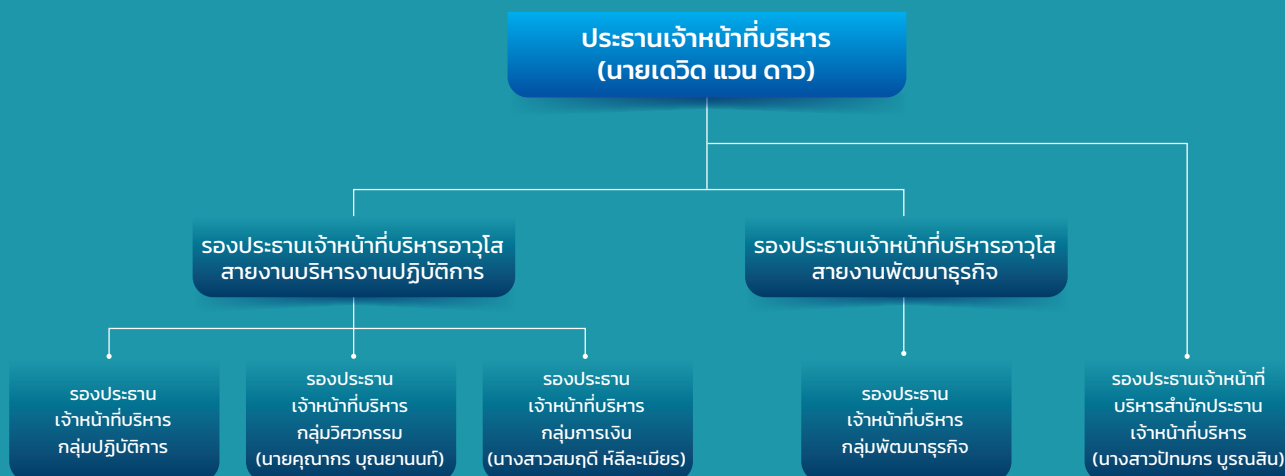 ประธานเจ้าหน้าที่บริหาร
(นายเดวิด แวน ดาว)
รองประธานเจ้าหน้าที่บริหารอาวุโส
สายงานบริหารงานปฏิบัติการ
รองประธานเจ้าหน้าที่บริหารอาวุโส
สายงานพัฒนาธุรกิจ
รองประธาน
เจ้าหน้าที่บริหาร
กลุ่มปฏิบัติการ
รองประธาน
เจ้าหน้าที่บริหาร
กลุ่มวิศวกรรม
(นายคุณากร บุณยานนท์)
รองประธาน
เจ้าหน้าที่บริหาร
กลุ่มการเงิน
(นางสาวสมฤดี ห์ลีละเมียร)
รองประธาน
เจ้าหน้าที่บริหาร
กลุ่มพัฒนาธุรกิจ
รองประธานเจ้าหน้าที่
บริหารสำนักประธาน
เจ้าหน้าที่บริหาร
(นางสาวปัทมกร บูรณสิน)